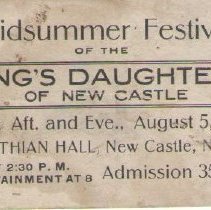 idsummer Festiv
OF THE
NG'S DAUGHTE
OF NEW CASTLE
Aft. and Eve., August 5,
THIAN HALL, New Castle, N
2:30 P. M. Admission 35
TAINMENT AT 8